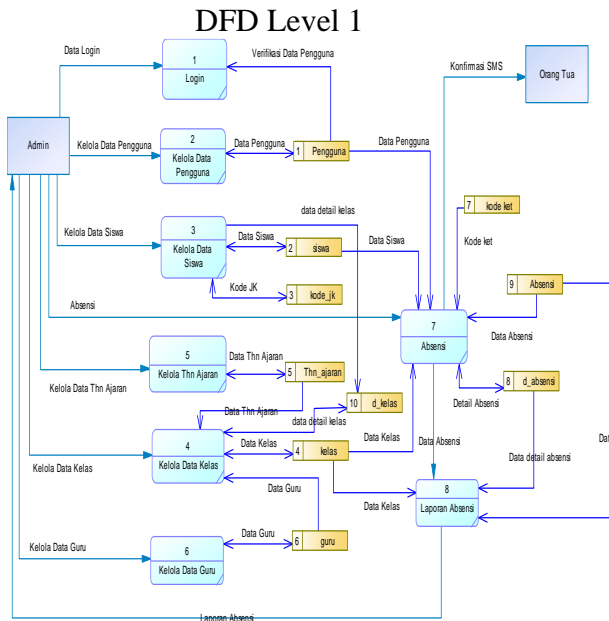 DFD Level 1
Data Login
1
Login
Verifikasi Data Pengguna
Konfirmasi SMS
Orang Tua
Admin
Kelola Data Pengguna
2
Kelola Data
Pengguna
Data Pengguna
1 Pengguna
Data Pengguna
Kelola Data Siswa
3
Kelola Data
Siswa
data detail kelas
Data Siswa
2 siswa
Data Siswa
7 kode ket
Kode ket
Kode JK
3 kode_jk
9 Absensi
Absensi
7
Absensi
Data Absensi
5
Kelola Thn Ajaran
Data Thn Ajaran
5 Thn_ajaran
8 d_absensi
Kelola Data Thn Ajaran
Detail Absensi
10 d_kelas
Data Thn Ajaran
data detail kelas
4
Kelola Data Kelas
Data Kelas
4 kelas
Data Kelas
Data Absensi
Data detail absensi
Dat
Kelola Data Kelas
Data Guru
Data Kelas
8
Laporan Absensi
6
Kelola Data Guru
Data Guru
6 guru
Kelola Data Guru
Laporan Absensi